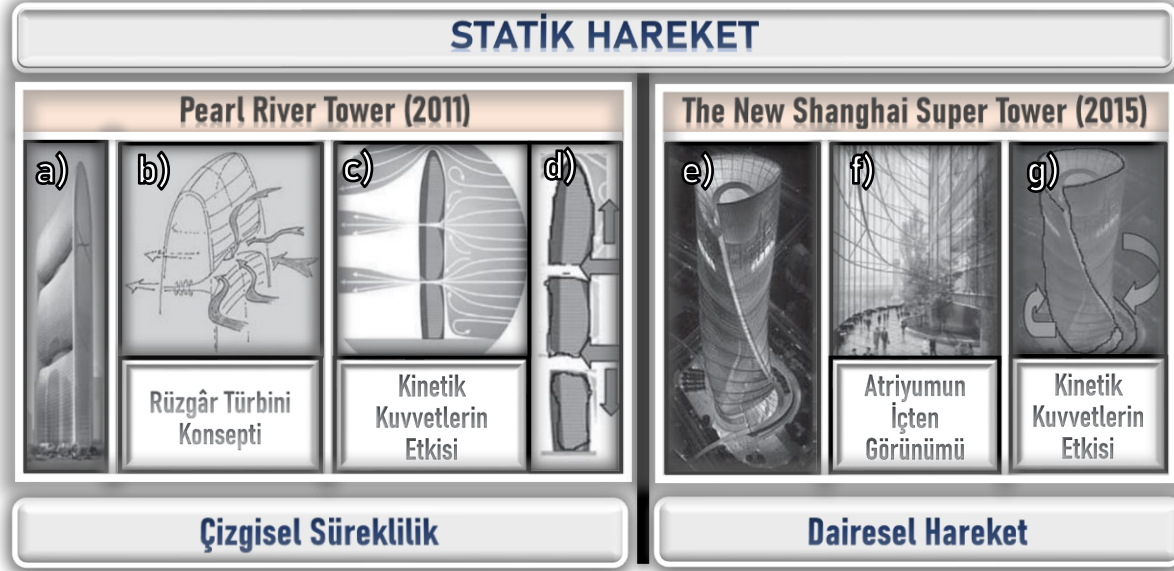 STATİK HAREKET
Pearl River Tower (2011)
a)
b)
c)
d)
Rüzgâr Türbini
Konsepti
Kinetik
Kuvvetlerin
Etkisi
Çizgisel Süreklilik
The New Shanghai Super Tower (2015)
e)
f)
g)
Atriyumun
İçten
Görünümü
Kinetik
Kuvvetlerin
Etkisi
Dairesel Hareket